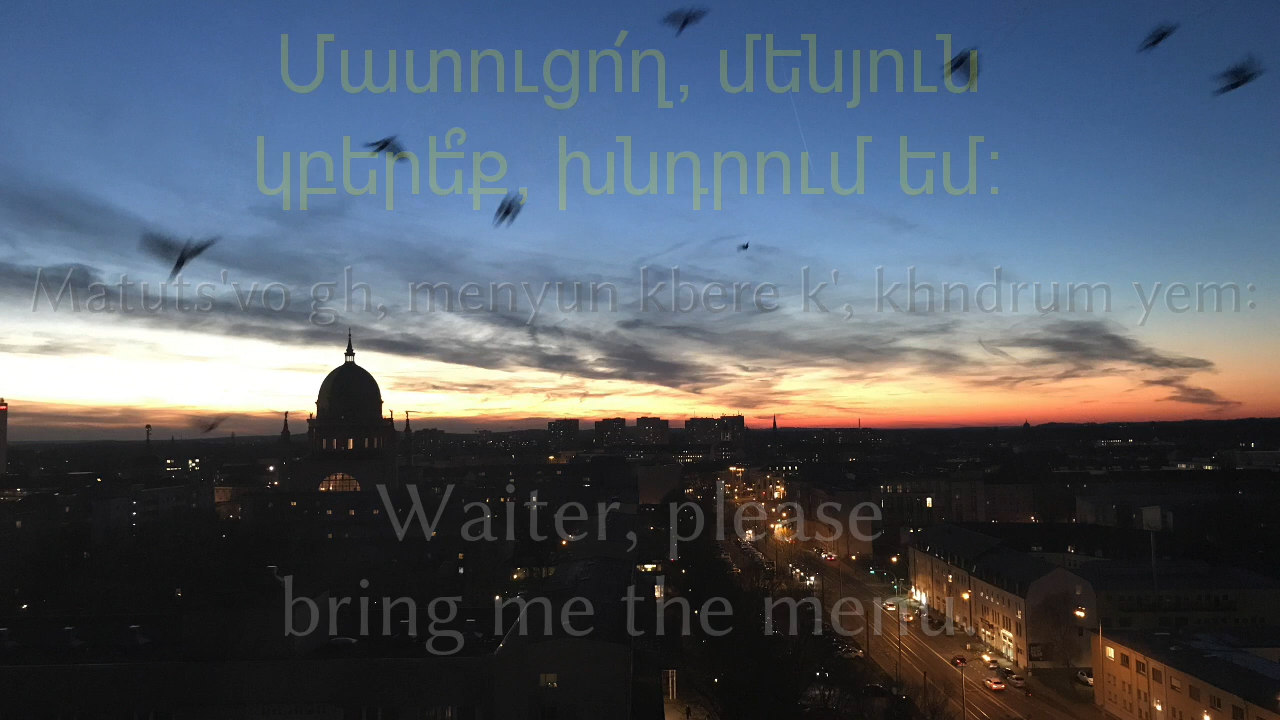 Մատուցո՛ղ, մենյուն
կբերե՞ք, խնդրում եմ:
Matuts'vo gh, menyun kbere k', khndrum yem:
Waiter, please
bring me the menu.